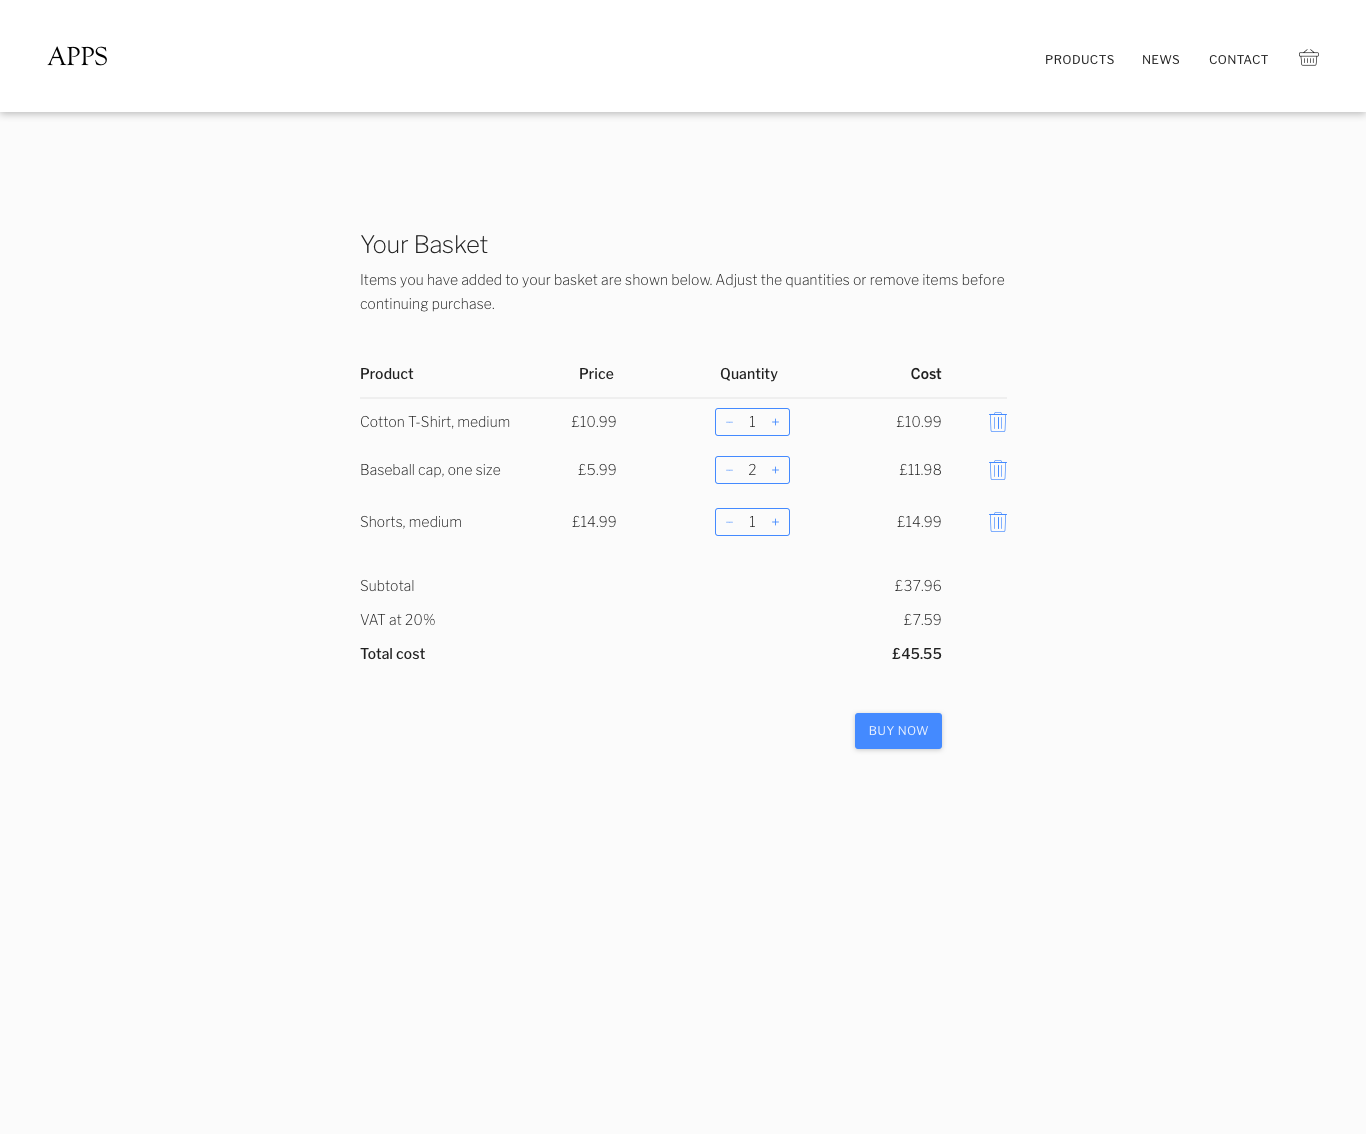 APPS
PRODUCTS NEWS CONTACT
Your Basket
Items you have added to your basket are shown below. Adjust the quantities or remove items before
continuing purchase.
Product Price Quantity Cost
Cotton T-Shirt, medium £10.99 − 1 + £10.99
Baseball cap, one size £5.99 − 2 + £11.98
Shorts, medium £14.99 − 1 + £14.99
Subtotal £37.96
VAT at 20% £7.59
Total cost £45.55
BUY NOW